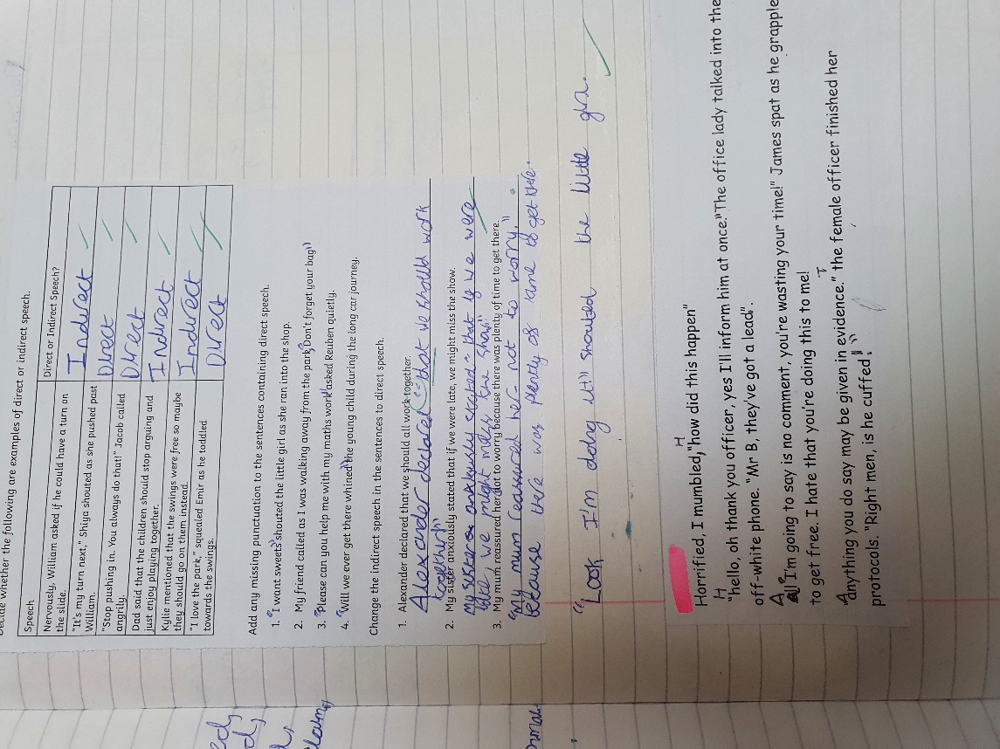 Decide whether the following are examples of direct or indirect speech.
Speech
Direct or Indirect Speech?
Nervously, William asked if he could have a turn on
the slide.
Indirect
"It's my turn next," Shiya shouted as she pushed past
William.
Direct
"Stop pushing in. You always do that!" Jacob called
angrily.
Direct
Dad said that the children should stop arguing and
just enjoy playing together.
Indirect
Kylie mentioned that the swings were free so maybe
they should go on them instead.
Indirect
"I love the park," squealed Emir as he toddled
towards the swings.
Direct
Add any missing punctuation to the sentences containing direct speech.
1. "I want sweets" shouted the little girl as she ran into the shop.
2. My friend called as I was walking away from the park "Don't forget your bag"
3. "Please can you help me with my maths work" asked Reuben quietly.
4. "Will we ever get there whined" the young child during the long car journey.
Change the indirect speech in the sentences to direct speech.
1. Alexander declared that we should all work together.
Alexander declared "that we should work
together"
2. My sister anxiously stated that if we were late, we might miss the show.
my sister anxiously stated "that if we were
late, we might miss the show"
3. My mum reassured her not to worry because there was plenty of time to get there.
"My mum reassured her not to worry."
because there was plenty of time to get there.
"Look I'm doing it!" shouted the little
Horrified, I mumbled, "how did this happen"
H
H
"hello, oh thank you officer, yes I'll inform him at once." The office lady talked into the
off-white phone. "Mr B, they've got a lead".
A
all I'm going to say is no comment, you're wasting your time!" James spat as he grapple
to get free. I hate that you're doing this to me!
A
T
"anything you do say may be given in evidence." the female officer finished her
protocols. "Right men, is he cuffed!"